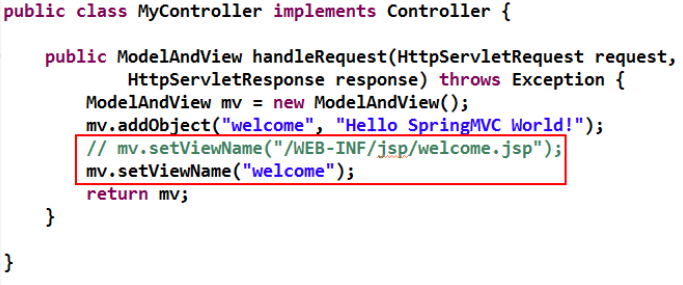 public class MyController implements Controller {
public ModelAndView handleRequest(HttpServletRequest request,
HttpServletResponse response) throws Exception {
ModelAndView mv = new ModelAndView();
mv.addObject("welcome", "Hello SpringMVC World!");
// mv.setViewName("/WEB-INF/jsp/welcome.jsp");
mv.setViewName("welcome");
return mv;
}
}